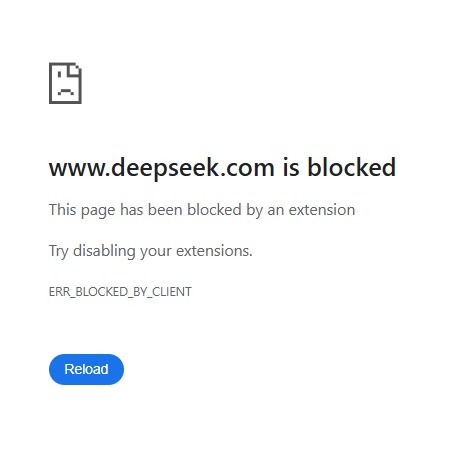 www.deepseek.com is blocked
This page has been blocked by an extension
Try disabling your extensions.
ERR_BLOCKED_BY_CLIENT
Reload